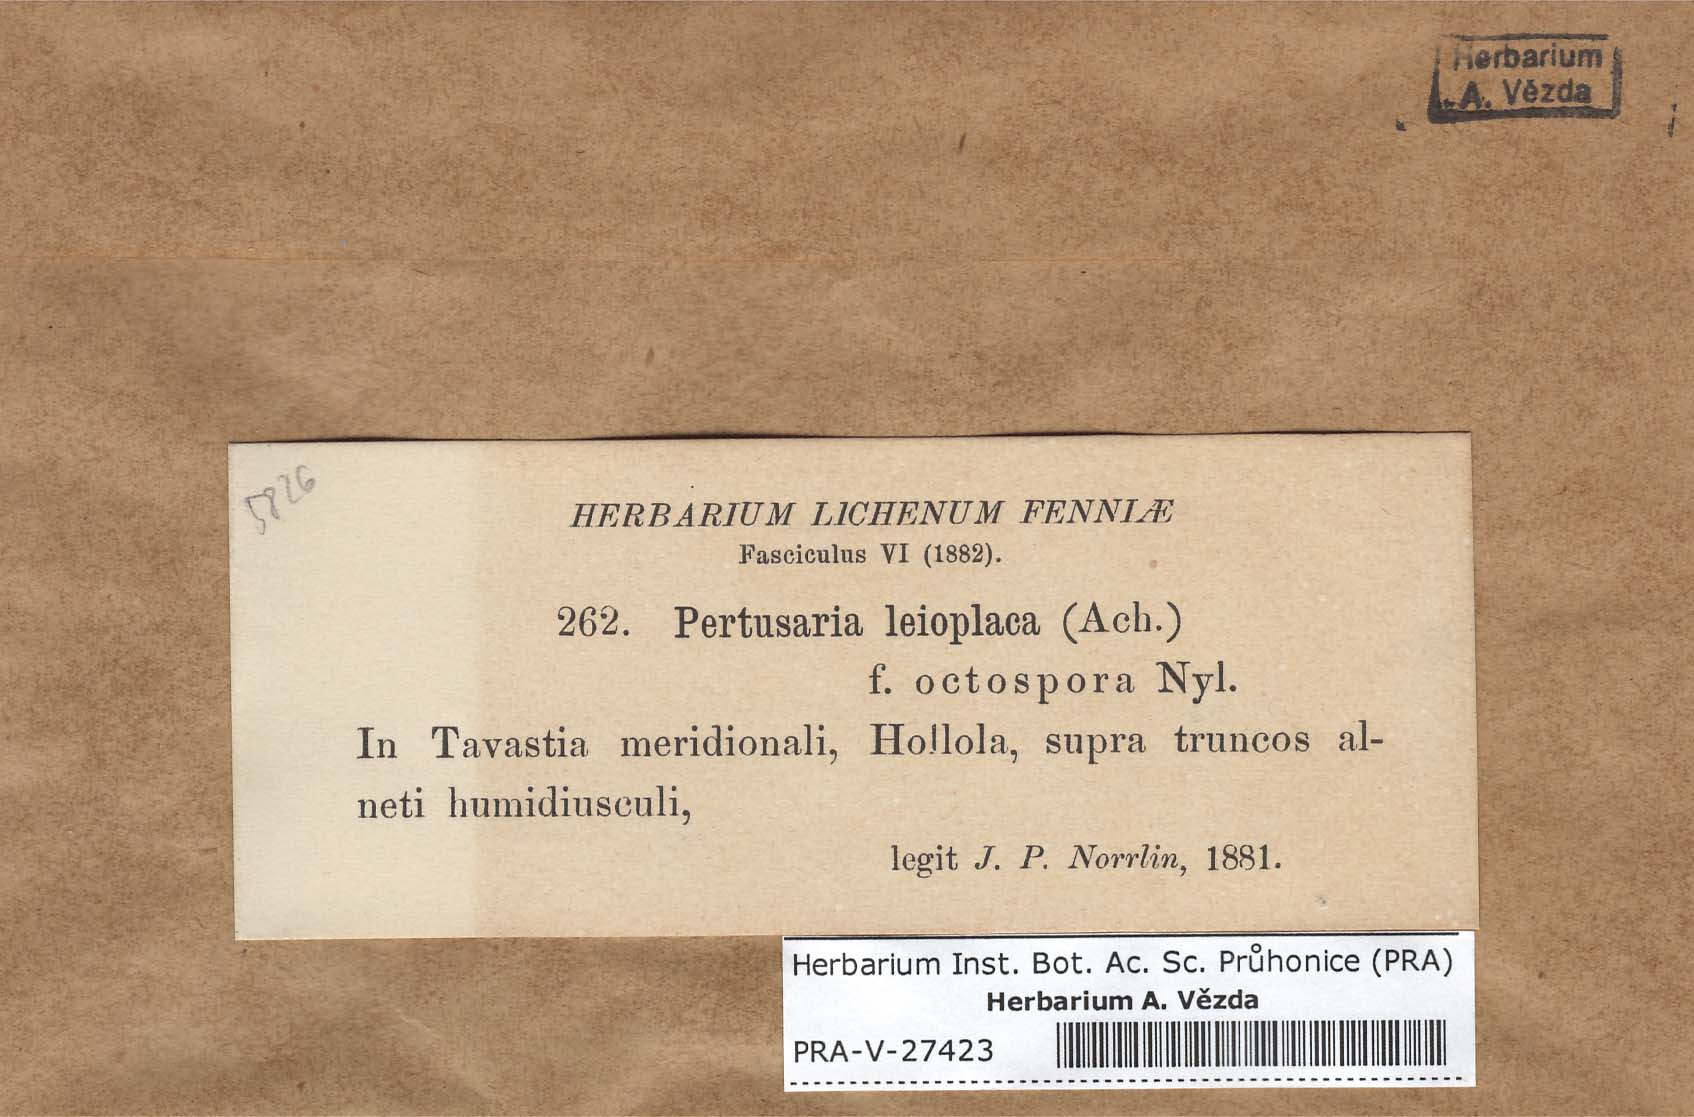 Herbarium
A. Vězda
5826
HERBARIUM LICHENUM FENNIÆ
Fasciculus VI (1882).
262. Pertusaria leioplaca (Ach.)
f. octospora Nyl.
In Tavastia meridionali, Hollola, supra truncos al-
neti humidiusculi,
legit J. P. Norrlin, 1881.
Herbarium Inst. Bot. Ac. Sc. Průhonice (PRA)
Herbarium A. Vězda
PRA-V-27423